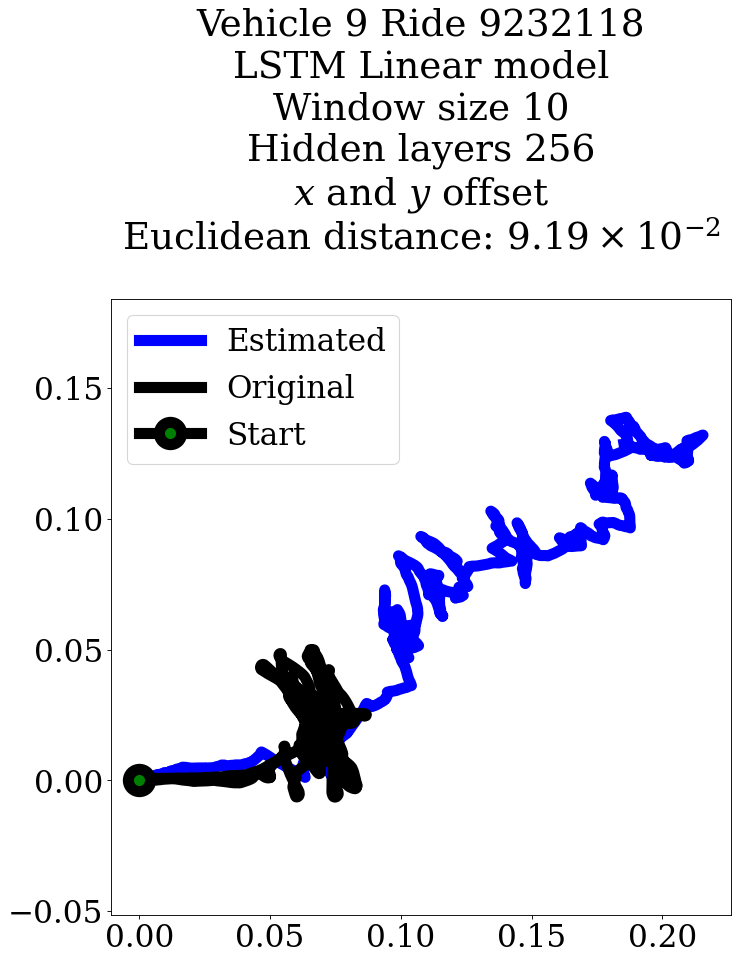 Vehicle 9 Ride 9232118
LSTM Linear model
Window size 10
Hidden layers 256
x and y offset
Euclidean distance: 9.19 × 10⁻²
Estimated
Original
Start
0.15
0.10
0.05
0.00
−0.05
0.00 0.05 0.10 0.15 0.20